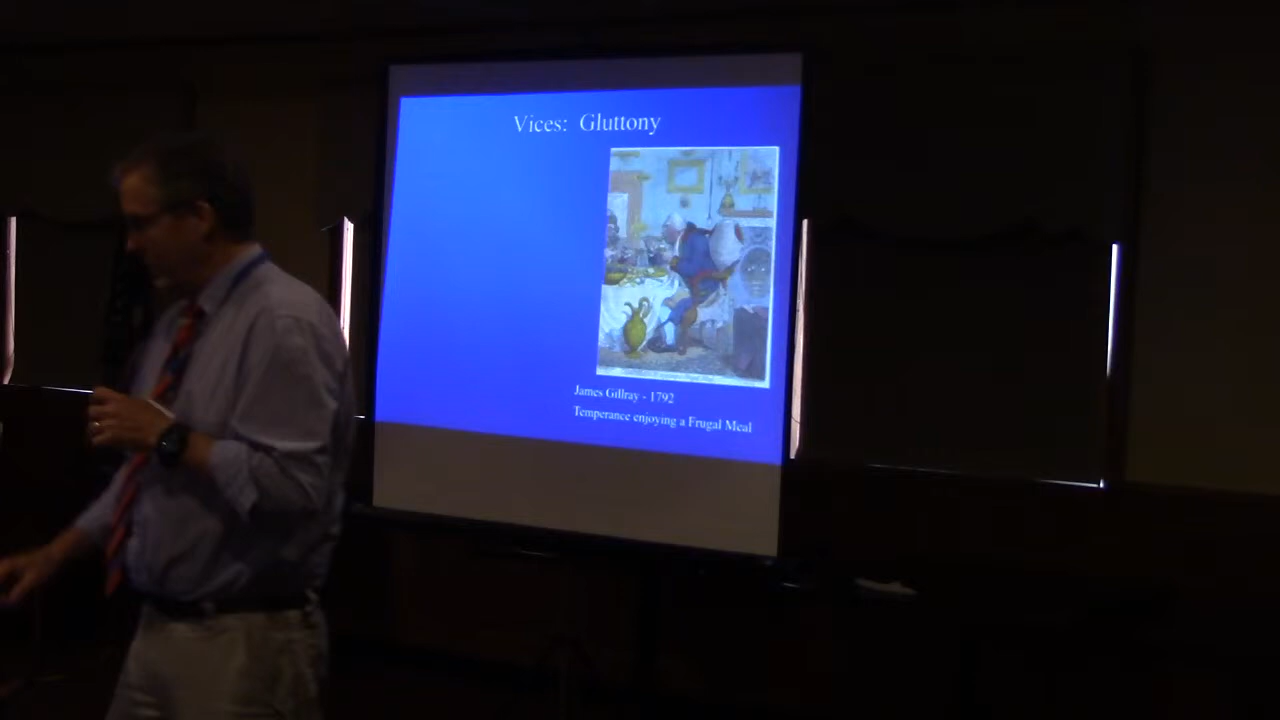 Vices: Gluttony
James Gillray - 1792
Temperance enjoying a Frugal Meal